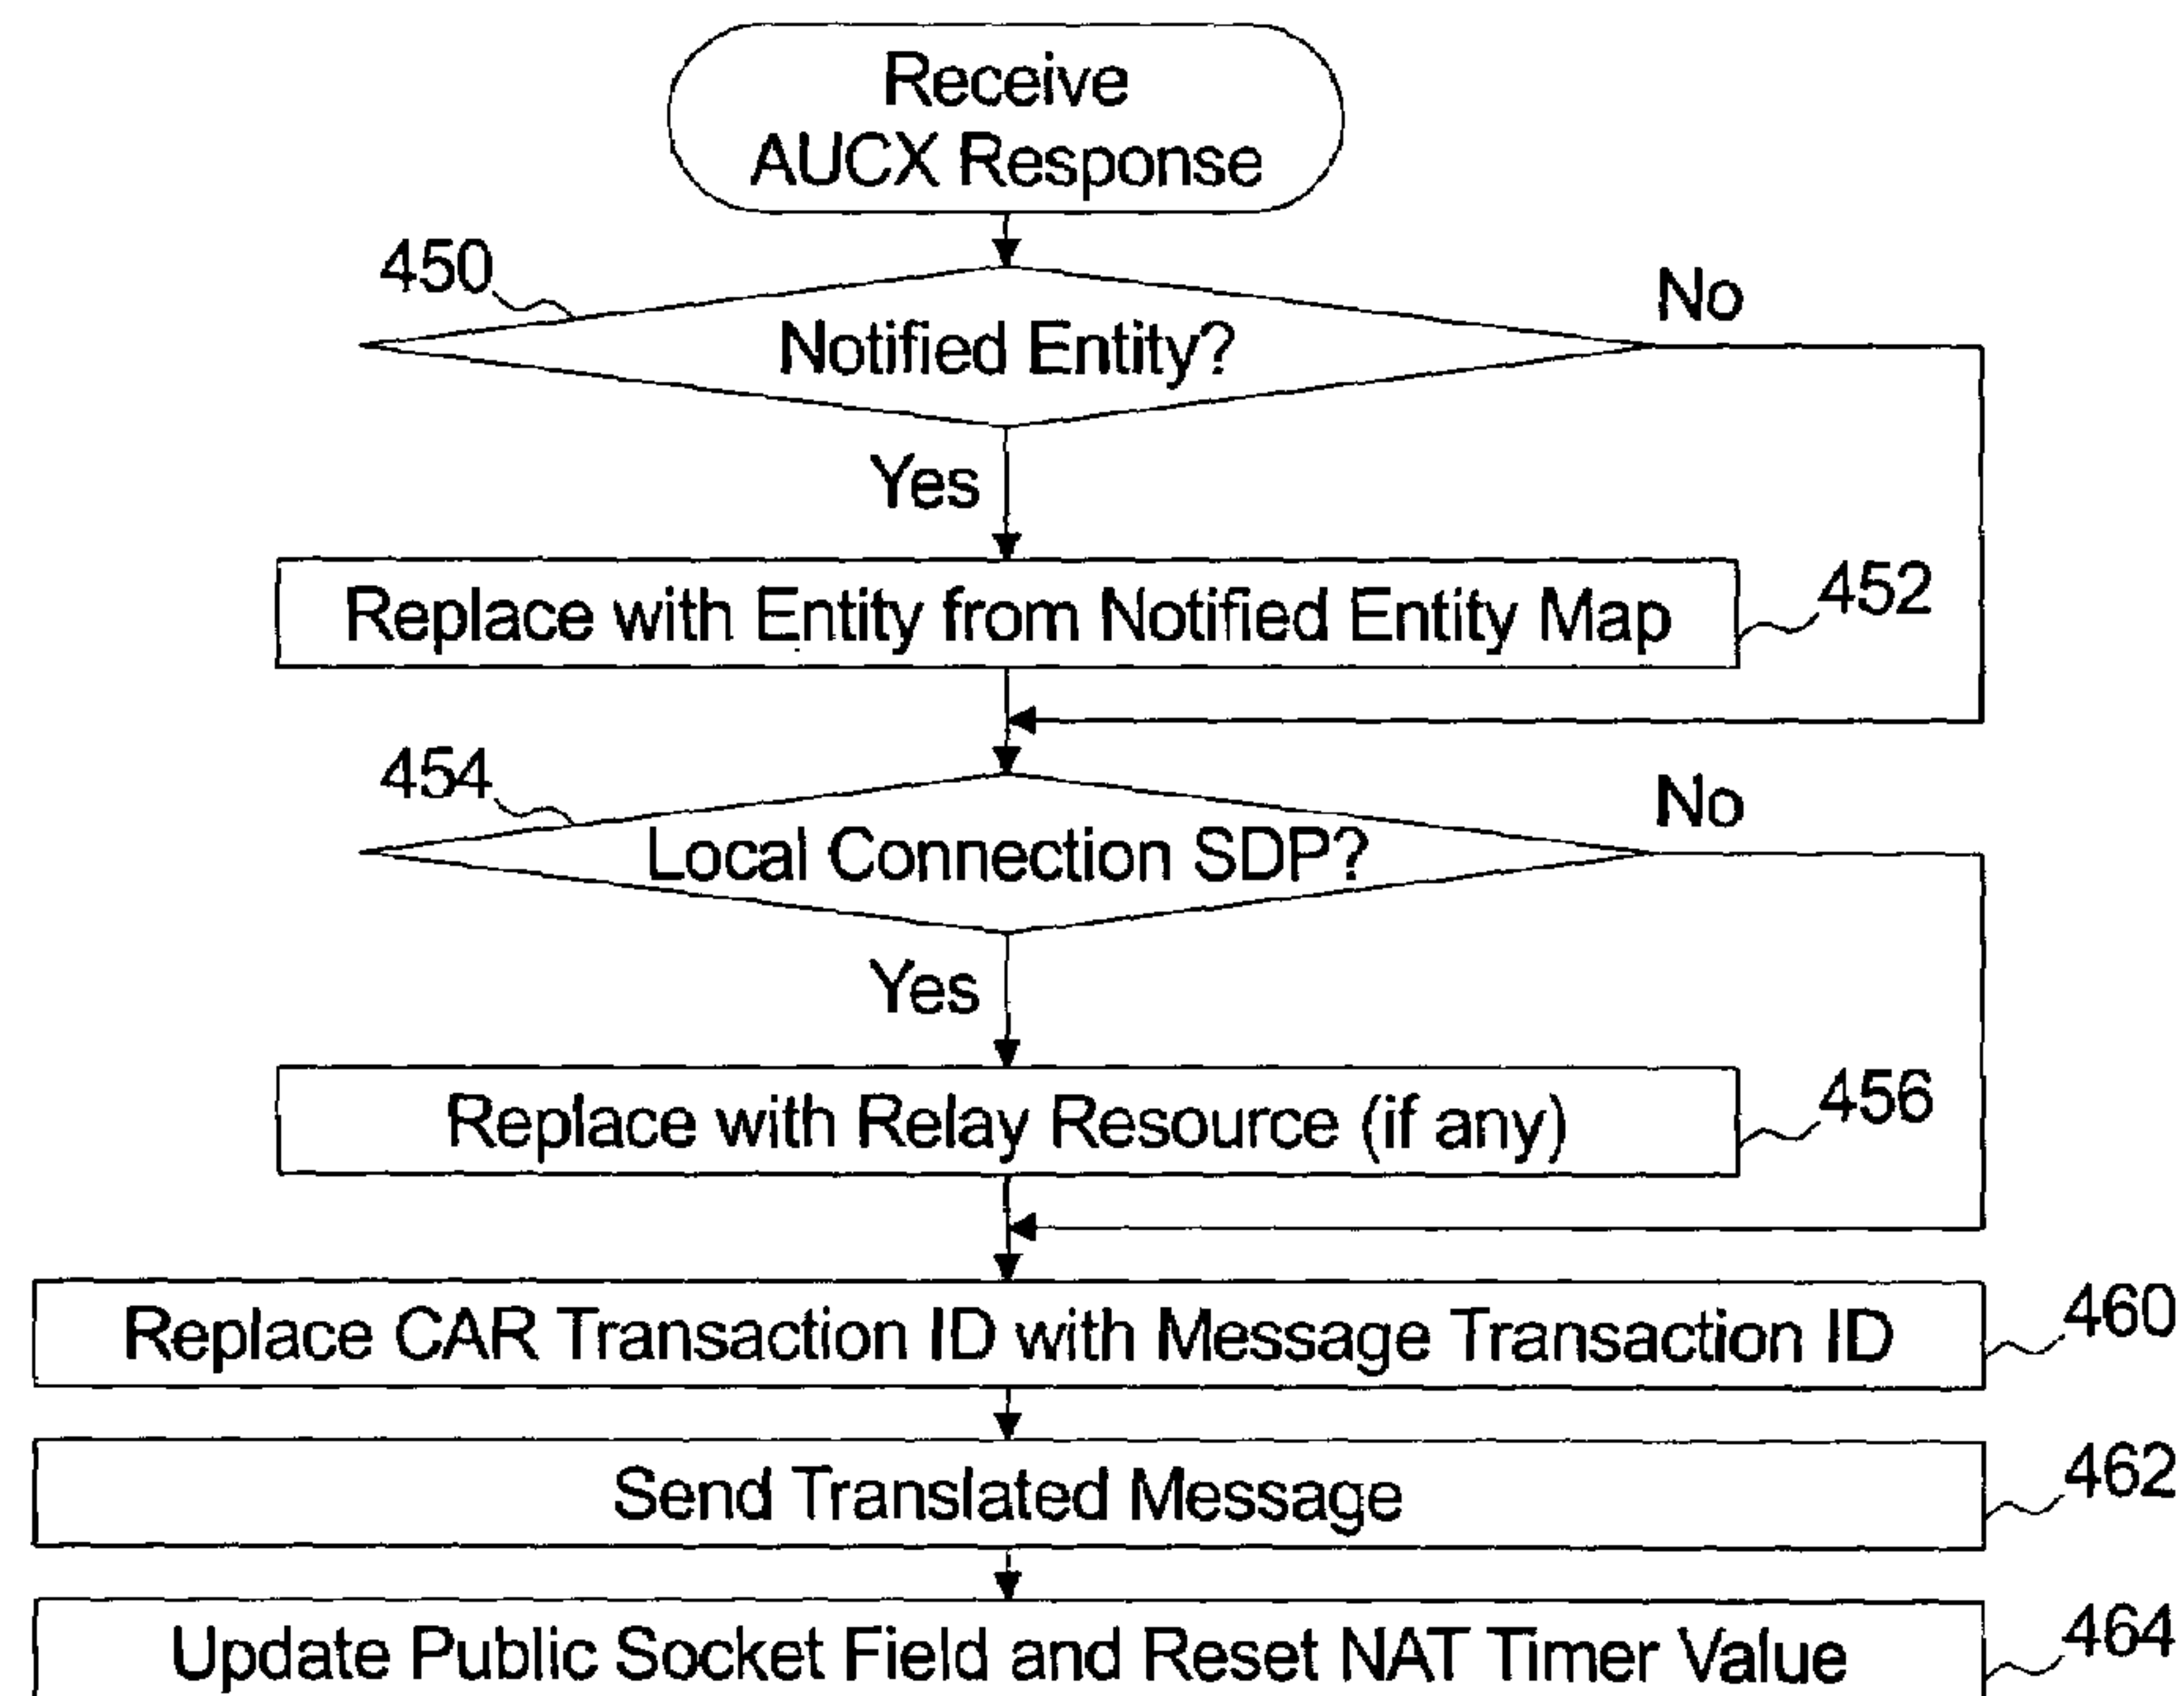 Receive
AUCX Response
450
No
Notified Entity?
Yes
Replace with Entity from Notified Entity Map
452
454
No
Local Connection SDP?
Yes
Replace with Relay Resource (if any)
456
Replace CAR Transaction ID with Message Transaction ID
460
Send Translated Message
462
Update Public Socket Field and Reset NAT Timer Value
464